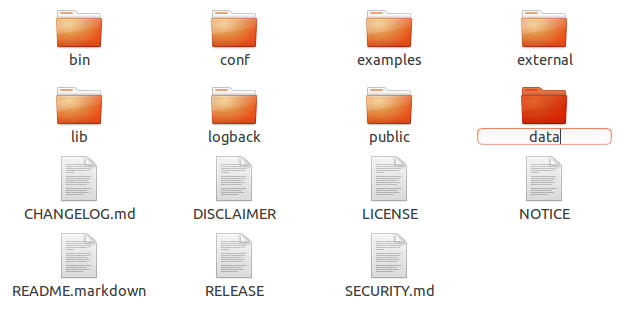 bin conf examples external
lib logback public data
CHANGELOG.md DISCLAIMER LICENSE NOTICE
README.markdown RELEASE SECURITY.md